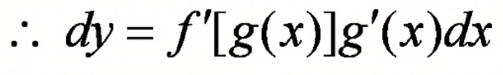 ∴ dy = f′[g(x)]g′(x)dx